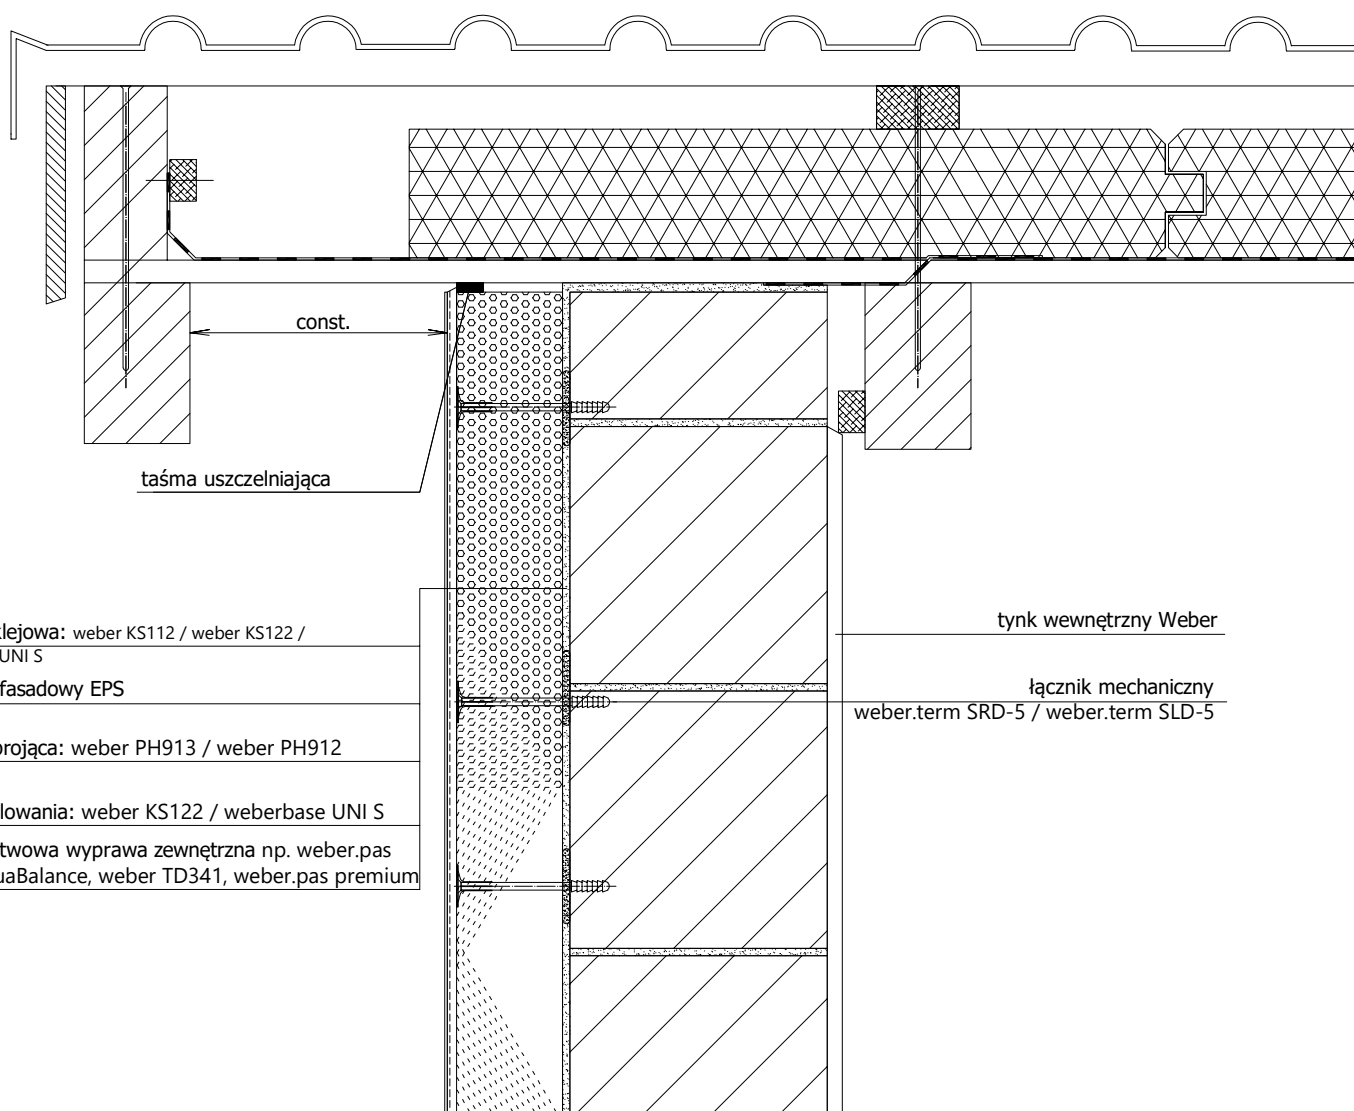 const.
taśma uszczelniająca
weber KS112 / weber KS122 /
UNI S
fasadowy EPS
weber PH913 / weber PH912
weber KS122 / weberbase UNI S
wyprawa zewnętrzna np. weber.pas
weber TD341, weber.pas premium
tynk wewnętrzny Weber
łącznik mechaniczny
weber.term SRD-5 / weber.term SLD-5